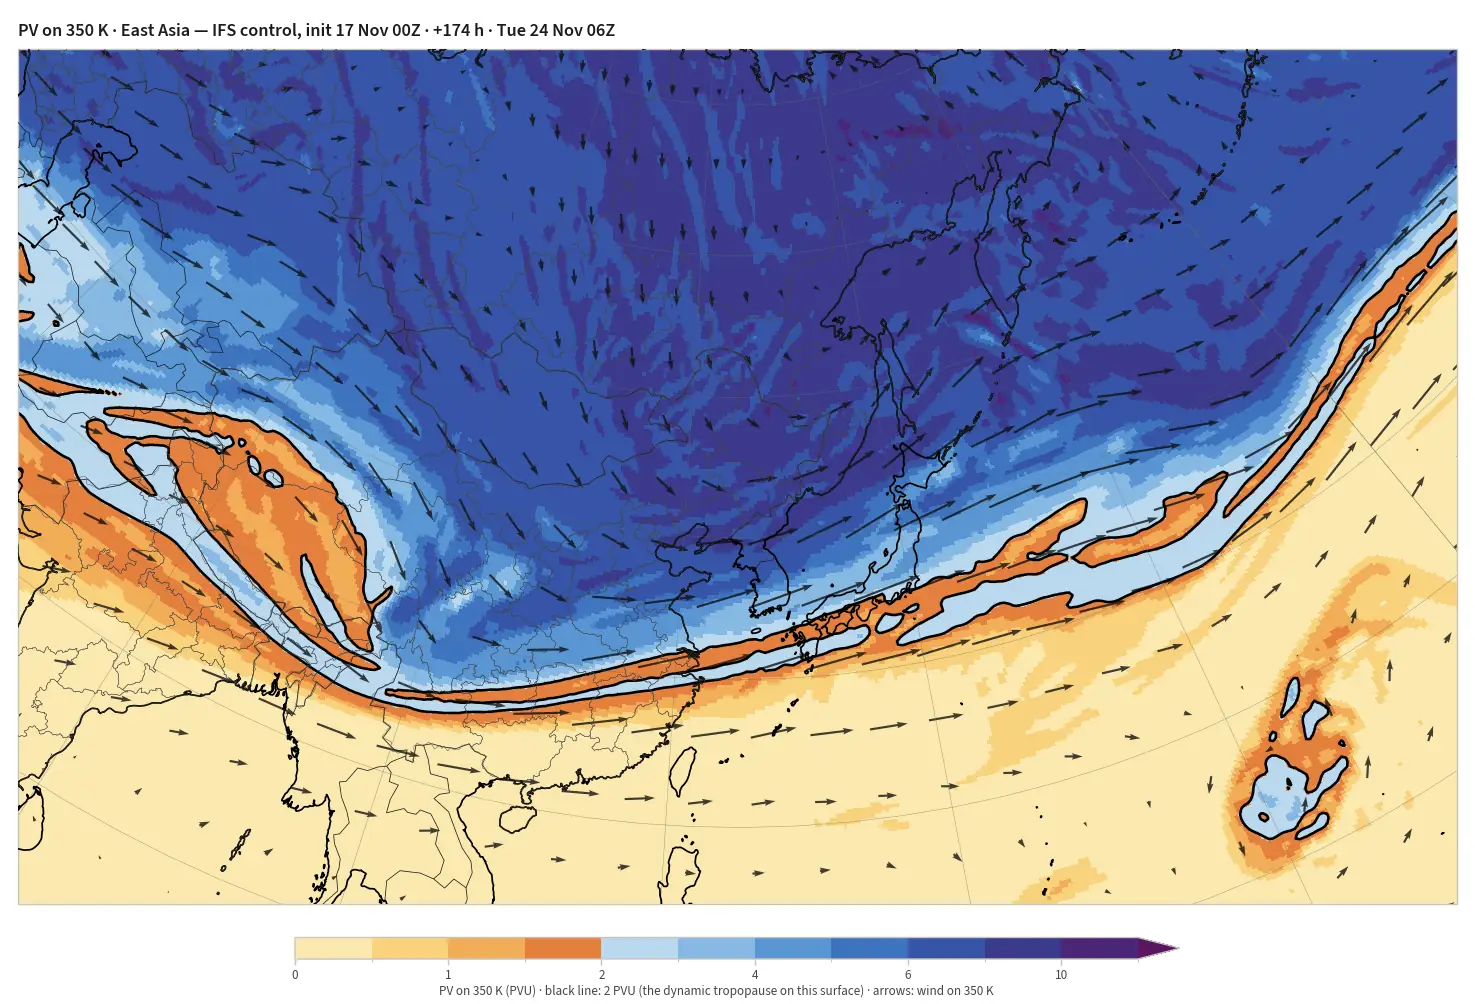 PV on 350 K · East Asia — IFS control, init 17 Nov 00Z · +174 h · Tue 24 Nov 06Z
0 1 2 4 6 10
PV on 350 K (PVU) · black line: 2 PVU (the dynamic tropopause on this surface) · arrows: wind on 350 K